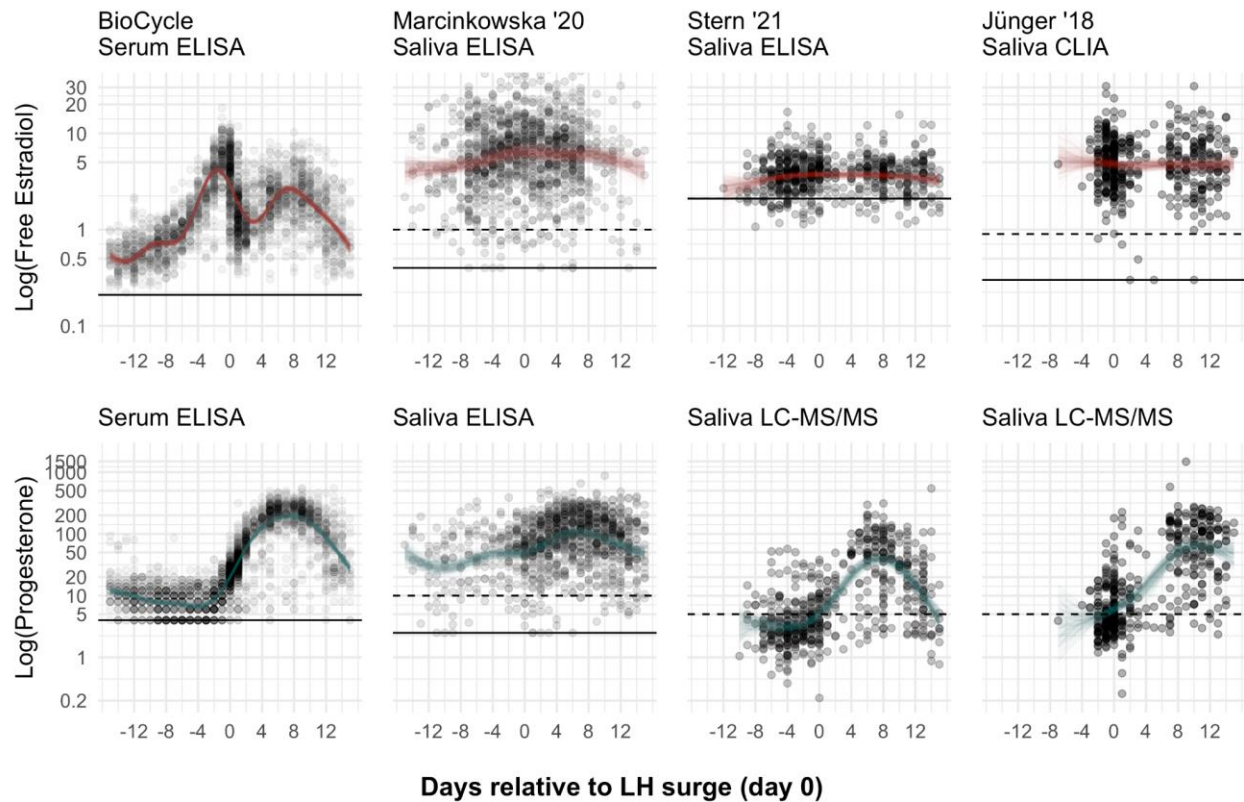 BioCycle
Serum ELISA
Marcinkowska '20
Saliva ELISA
Stern '21
Saliva ELISA
Jünger '18
Saliva CLIA
Log(Free Estradiol)
30
20
10
5
1
0.5
0.1
-12 -8 -4 0 4 8 12
-12 -8 -4 0 4 8 12
-12 -8 -4 0 4 8 12
-12 -8 -4 0 4 8 12
Serum ELISA
Saliva ELISA
Saliva LC-MS/MS
Saliva LC-MS/MS
Log(Progesterone)
1500
1000
500
200
100
50
20
10
5
1
0.2
-12 -8 -4 0 4 8 12
-12 -8 -4 0 4 8 12
-12 -8 -4 0 4 8 12
-12 -8 -4 0 4 8 12
Days relative to LH surge (day 0)